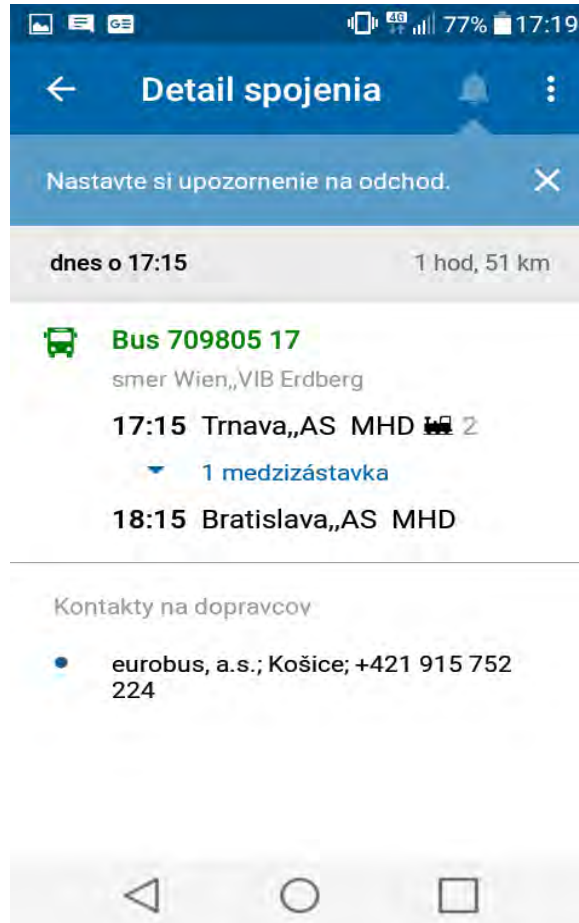 GE 4G 77% 17:19
Detail spojenia
Nastavte si upozornenie na odchod.
dnes o 17:15 1 hod, 51 km
Bus 709805 17
smer Wien,,VIB Erdberg
17:15 Trnava,,AS MHD 2
1 medzizástavka
18:15 Bratislava,,AS MHD
Kontakty na dopravcov
eurobus, a.s.; Košice; +421 915 752
224